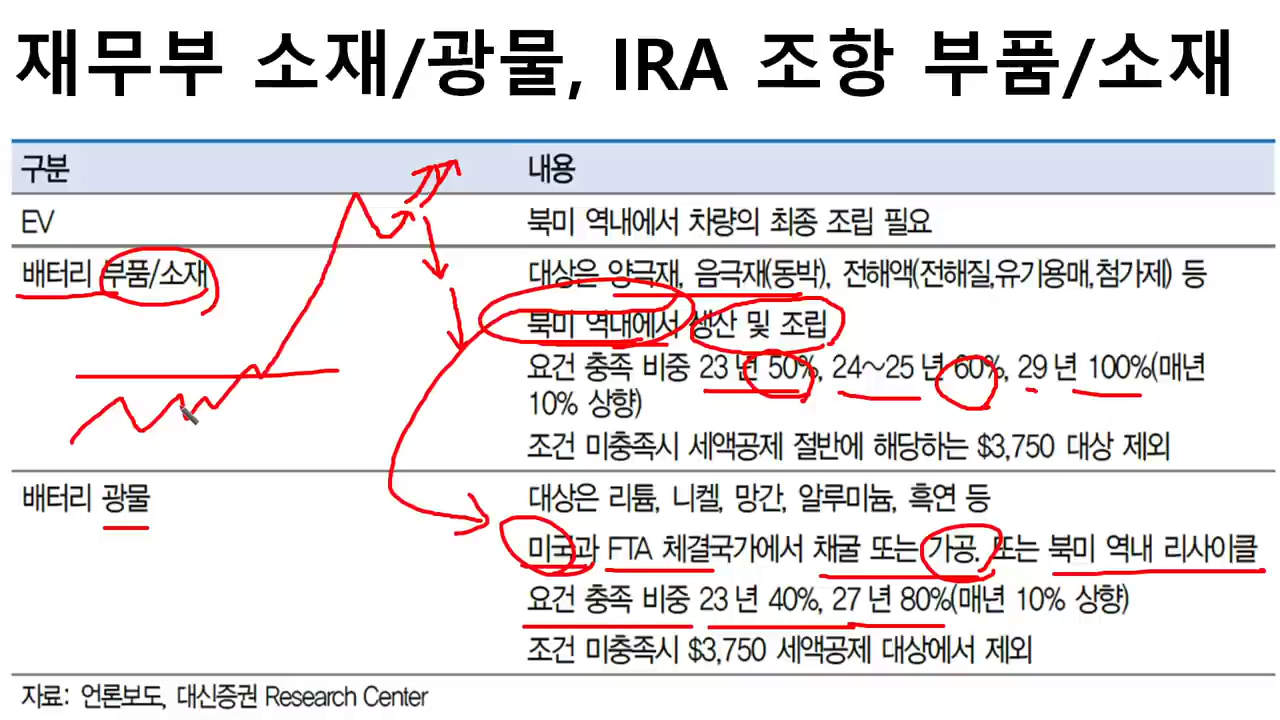 재무부 소재/광물, IRA 조항 부품/소재
구분 내용
EV 북미 역내에서 차량의 최종 조립 필요
배터리 부품/소재 대상은 양극재, 음극재(동박), 전해액(전해질,유기용매,첨가제) 등
북미 역내에서 생산 및 조립
요건 충족 비중 23년 50%, 24~25년 60%, 29년 100%(매년
10% 상향)
조건 미충족시 세액공제 절반에 해당하는 $3,750 대상 제외
배터리 광물 대상은 리튬, 니켈, 망간, 알루미늄, 흑연 등
미국과 FTA 체결국가에서 채굴 또는 가공. 또는 북미 역내 리사이클
요건 충족 비중 23년 40%, 27년 80%(매년 10% 상향)
조건 미충족시 $3,750 세액공제 대상에서 제외
자료: 언론보도, 대신증권 Research Center